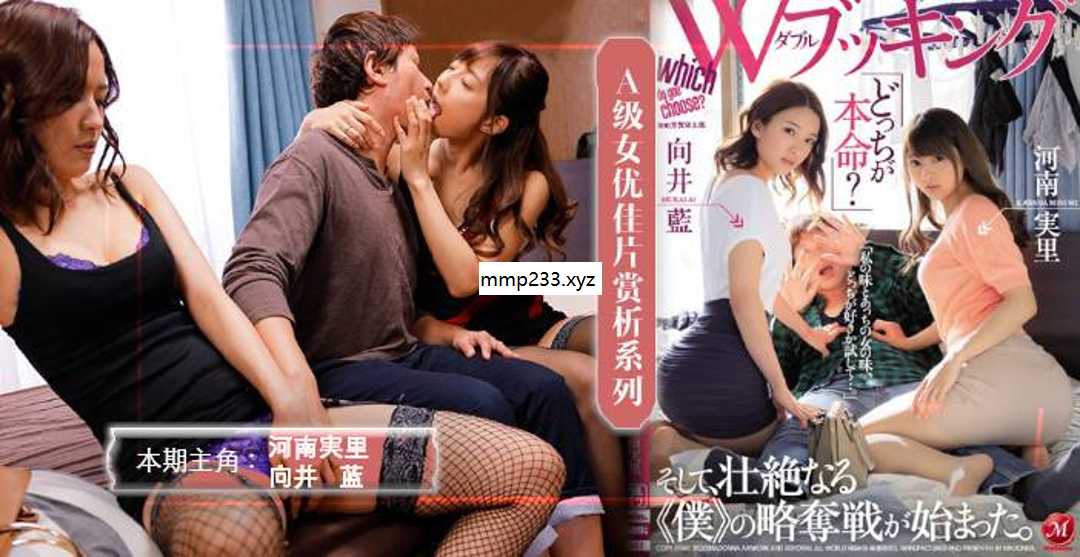 A级女优佳片赏析系列
mmp233.xyz
本期主角：
河南実里
向井 藍
Wブッキング
ダブル
which
do you
choose?
「どっちが
本命？」
向井藍
河南実里
そして、壮絶なる
《僕》の略奪戦が始まった。
M